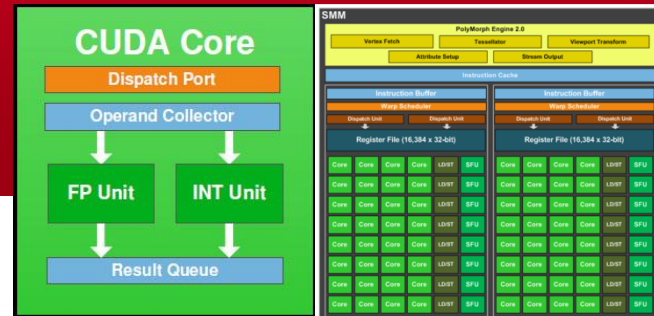 CUDA Core
Dispatch Port
Operand Collector
FP Unit INT Unit
Result Queue
SMM
PolyMorph Engine 2.0
Vertex Fetch Tessellator Viewport Transform
Attribute Setup Stream Output
Instruction Cache
Instruction Buffer Instruction Buffer
Warp Scheduler Warp Scheduler
Dispatch Unit Dispatch Unit Dispatch Unit Dispatch Unit
Register File (16,384 x 32-bit) Register File (16,384 x 32-bit)
Core Core Core Core LD/ST SFU Core Core Core Core LD/ST SFU
Core Core Core Core LD/ST SFU Core Core Core Core LD/ST SFU
Core Core Core Core LD/ST SFU Core Core Core Core LD/ST SFU
Core Core Core Core LD/ST SFU Core Core Core Core LD/ST SFU
Core Core Core Core LD/ST SFU Core Core Core Core LD/ST SFU
Core Core Core Core LD/ST SFU Core Core Core Core LD/ST SFU
Core Core Core Core LD/ST SFU Core Core Core Core LD/ST SFU
Core Core Core Core LD/ST SFU Core Core Core Core LD/ST SFU